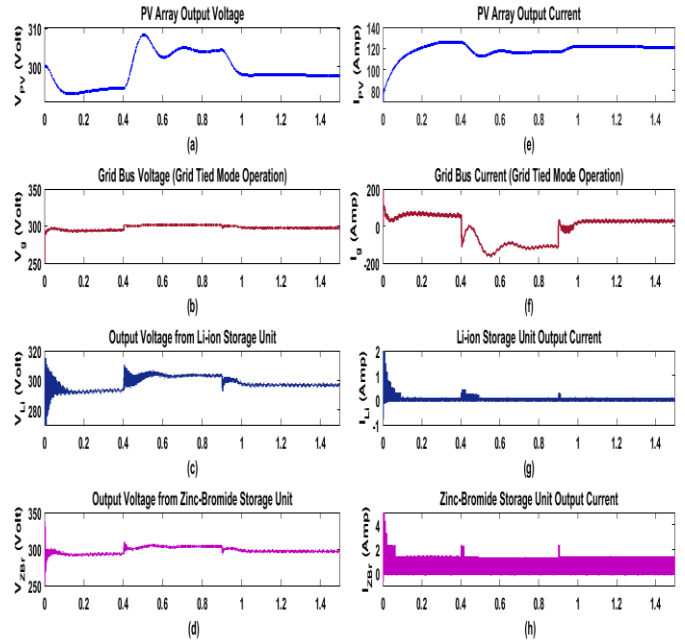 PV Array Output Voltage
V_PV (Volt)
310
300
0 0.2 0.4 0.6 0.8 1 1.2 1.4
(a)
PV Array Output Current
I_PV (Amp)
140
120
100
80
0 0.2 0.4 0.6 0.8 1 1.2 1.4
(e)
Grid Bus Voltage (Grid Tied Mode Operation)
V_g (Volt)
350
300
250
0 0.2 0.4 0.6 0.8 1 1.2 1.4
(b)
Grid Bus Current (Grid Tied Mode Operation)
I_g (Amp)
200
0
-200
0 0.2 0.4 0.6 0.8 1 1.2 1.4
(f)
Output Voltage from Li-ion Storage Unit
V_Li (Volt)
320
300
280
0 0.2 0.4 0.6 0.8 1 1.2 1.4
(c)
Li-ion Storage Unit Output Current
I_Li (Amp)
2
1
0
-1
0 0.2 0.4 0.6 0.8 1 1.2 1.4
(g)
Output Voltage from Zinc-Bromide Storage Unit
V_ZBr (Volt)
350
300
250
0 0.2 0.4 0.6 0.8 1 1.2 1.4
(d)
Zinc-Bromide Storage Unit Output Current
I_ZBr (Amp)
4
2
0
0 0.2 0.4 0.6 0.8 1 1.2 1.4
(h)